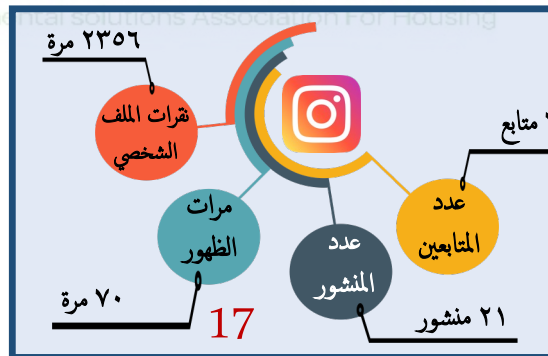 ental solutions Association For Housing
٢٣٥٦ مرة
نقرات الملف
الشخصي
متابع
عدد
المتابعين
مرات
الظهور
عدد
المنشور
٧٠ مرة
17
٢١ منشور